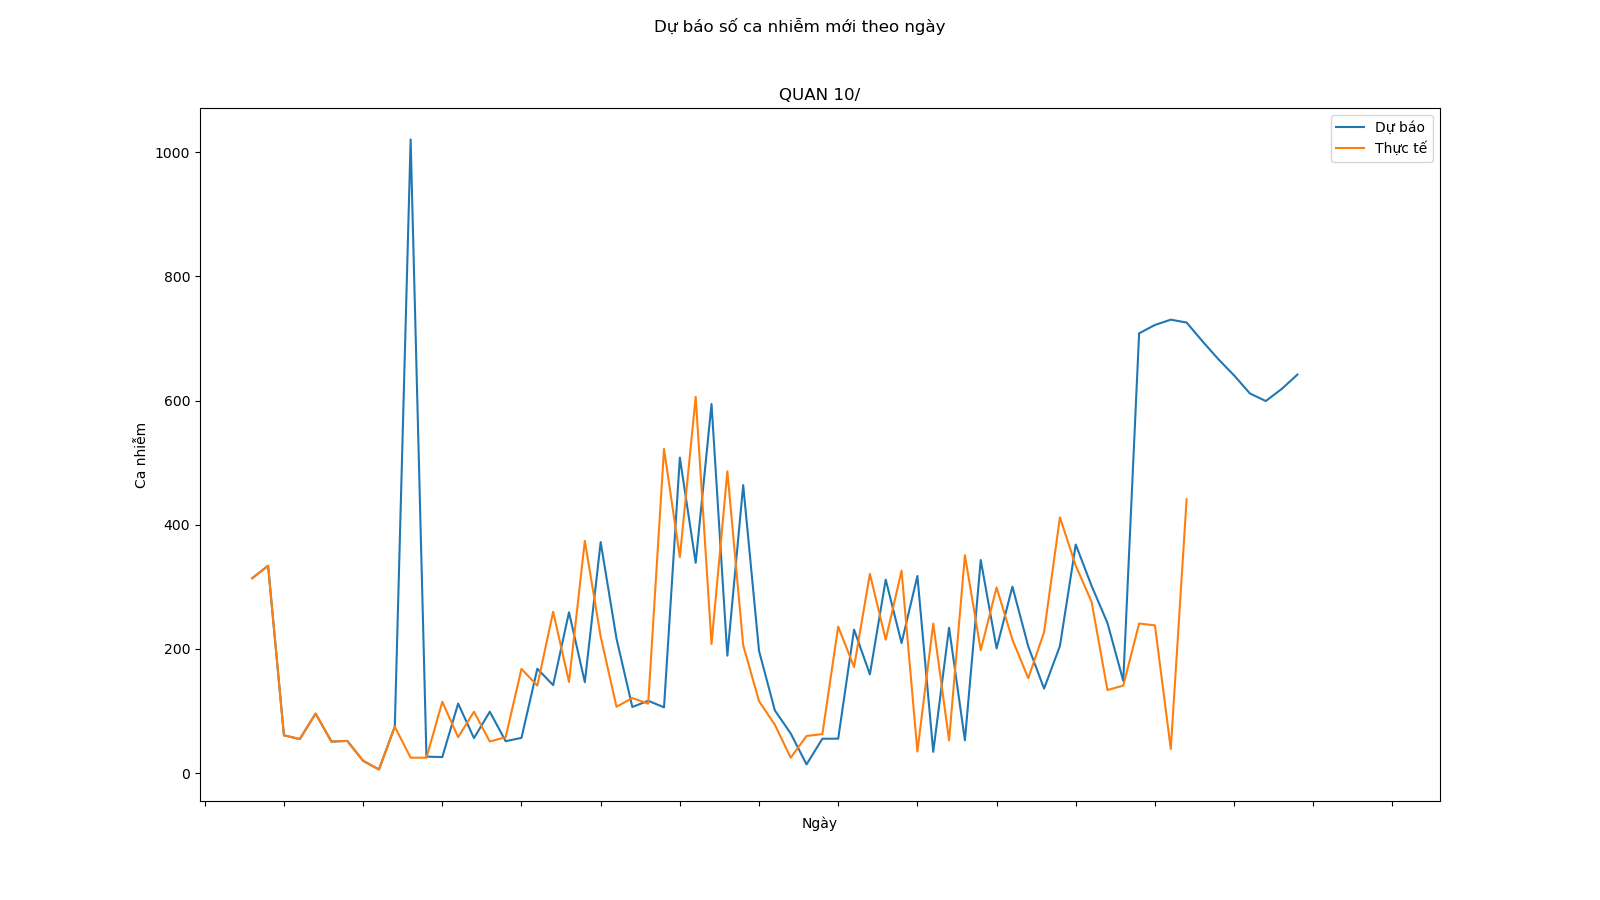 Dự báo số ca nhiễm mới theo ngày
QUAN 10/
Dự báo
Thực tế
1000
800
600
400
200
0
Ca nhiễm
Ngày